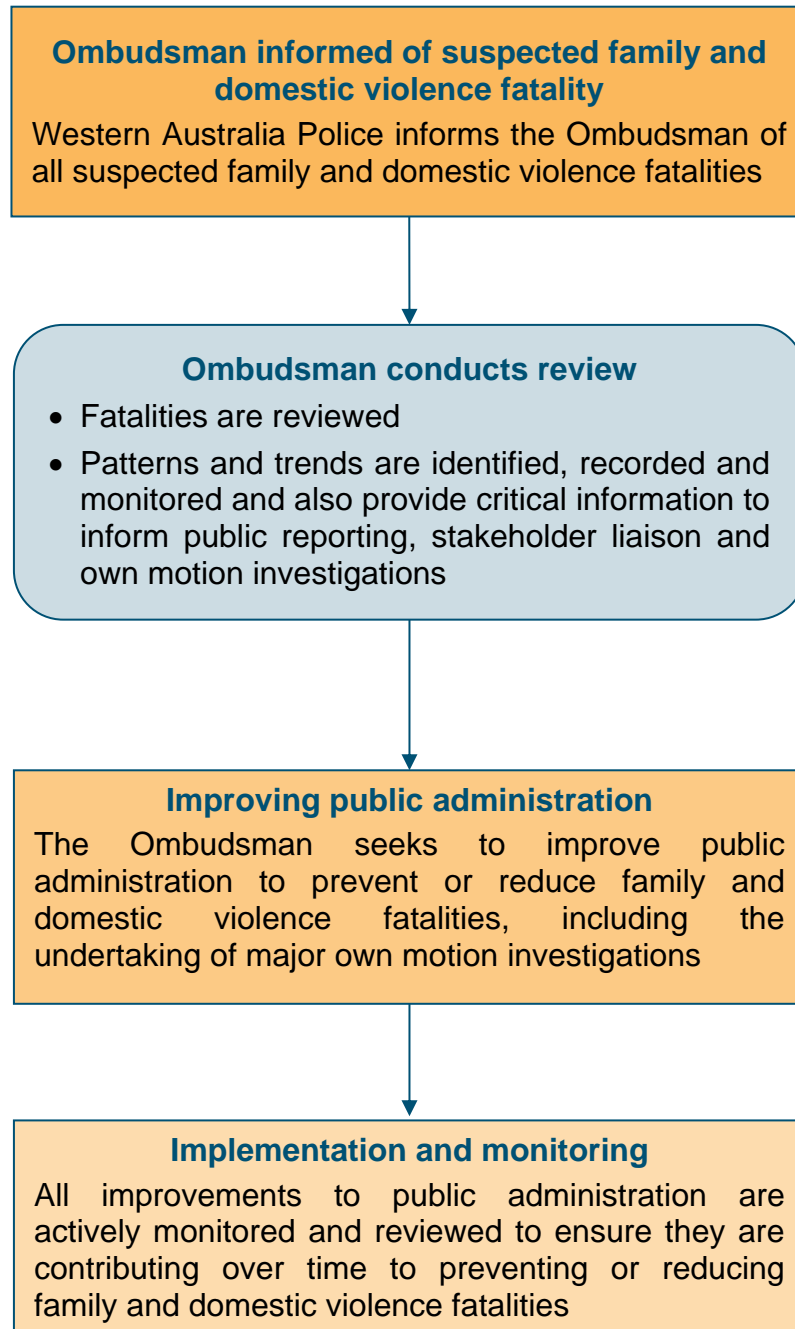 Ombudsman informed of suspected family and
domestic violence fatality
Western Australia Police informs the Ombudsman of
all suspected family and domestic violence fatalities
Ombudsman conducts review
• Fatalities are reviewed
• Patterns and trends are identified, recorded and
monitored and also provide critical information to
inform public reporting, stakeholder liaison and
own motion investigations
Improving public administration
The Ombudsman seeks to improve public
administration to prevent or reduce family and
domestic violence fatalities, including the
undertaking of major own motion investigations
Implementation and monitoring
All improvements to public administration are
actively monitored and reviewed to ensure they are
contributing over time to preventing or reducing
family and domestic violence fatalities